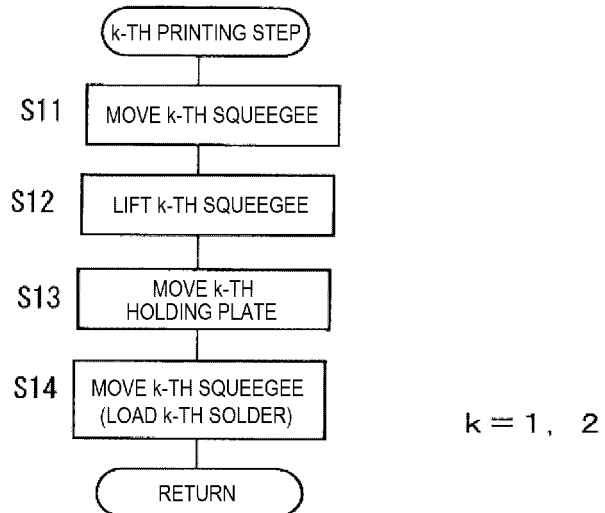 k-TH PRINTING STEP
S11
MOVE k-TH SQUEEGEE
S12
LIFT k-TH SQUEEGEE
S13
MOVE k-TH
HOLDING PLATE
S14
MOVE k-TH SQUEEGEE
(LOAD k-TH SOLDER)
k = 1, 2
RETURN